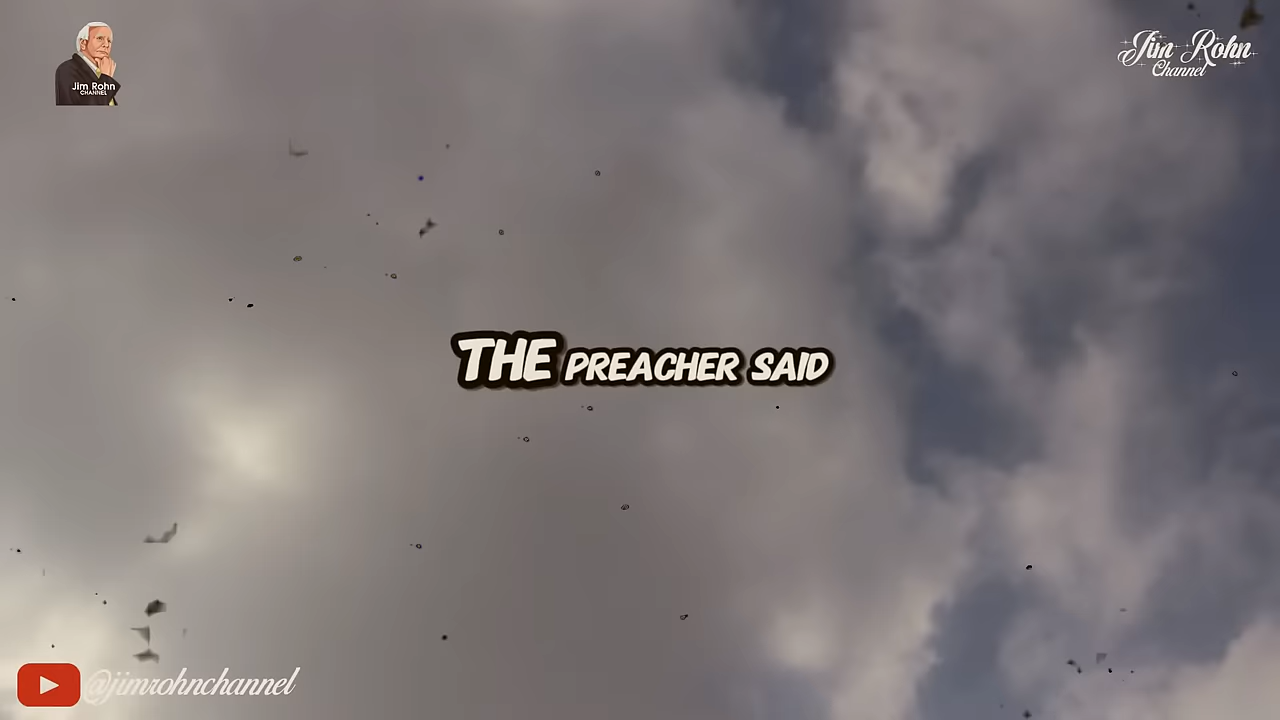 Jim Rohn
CHANNEL
Jim Rohn
Channel
THE PREACHER SAID
@jimrohnchannel